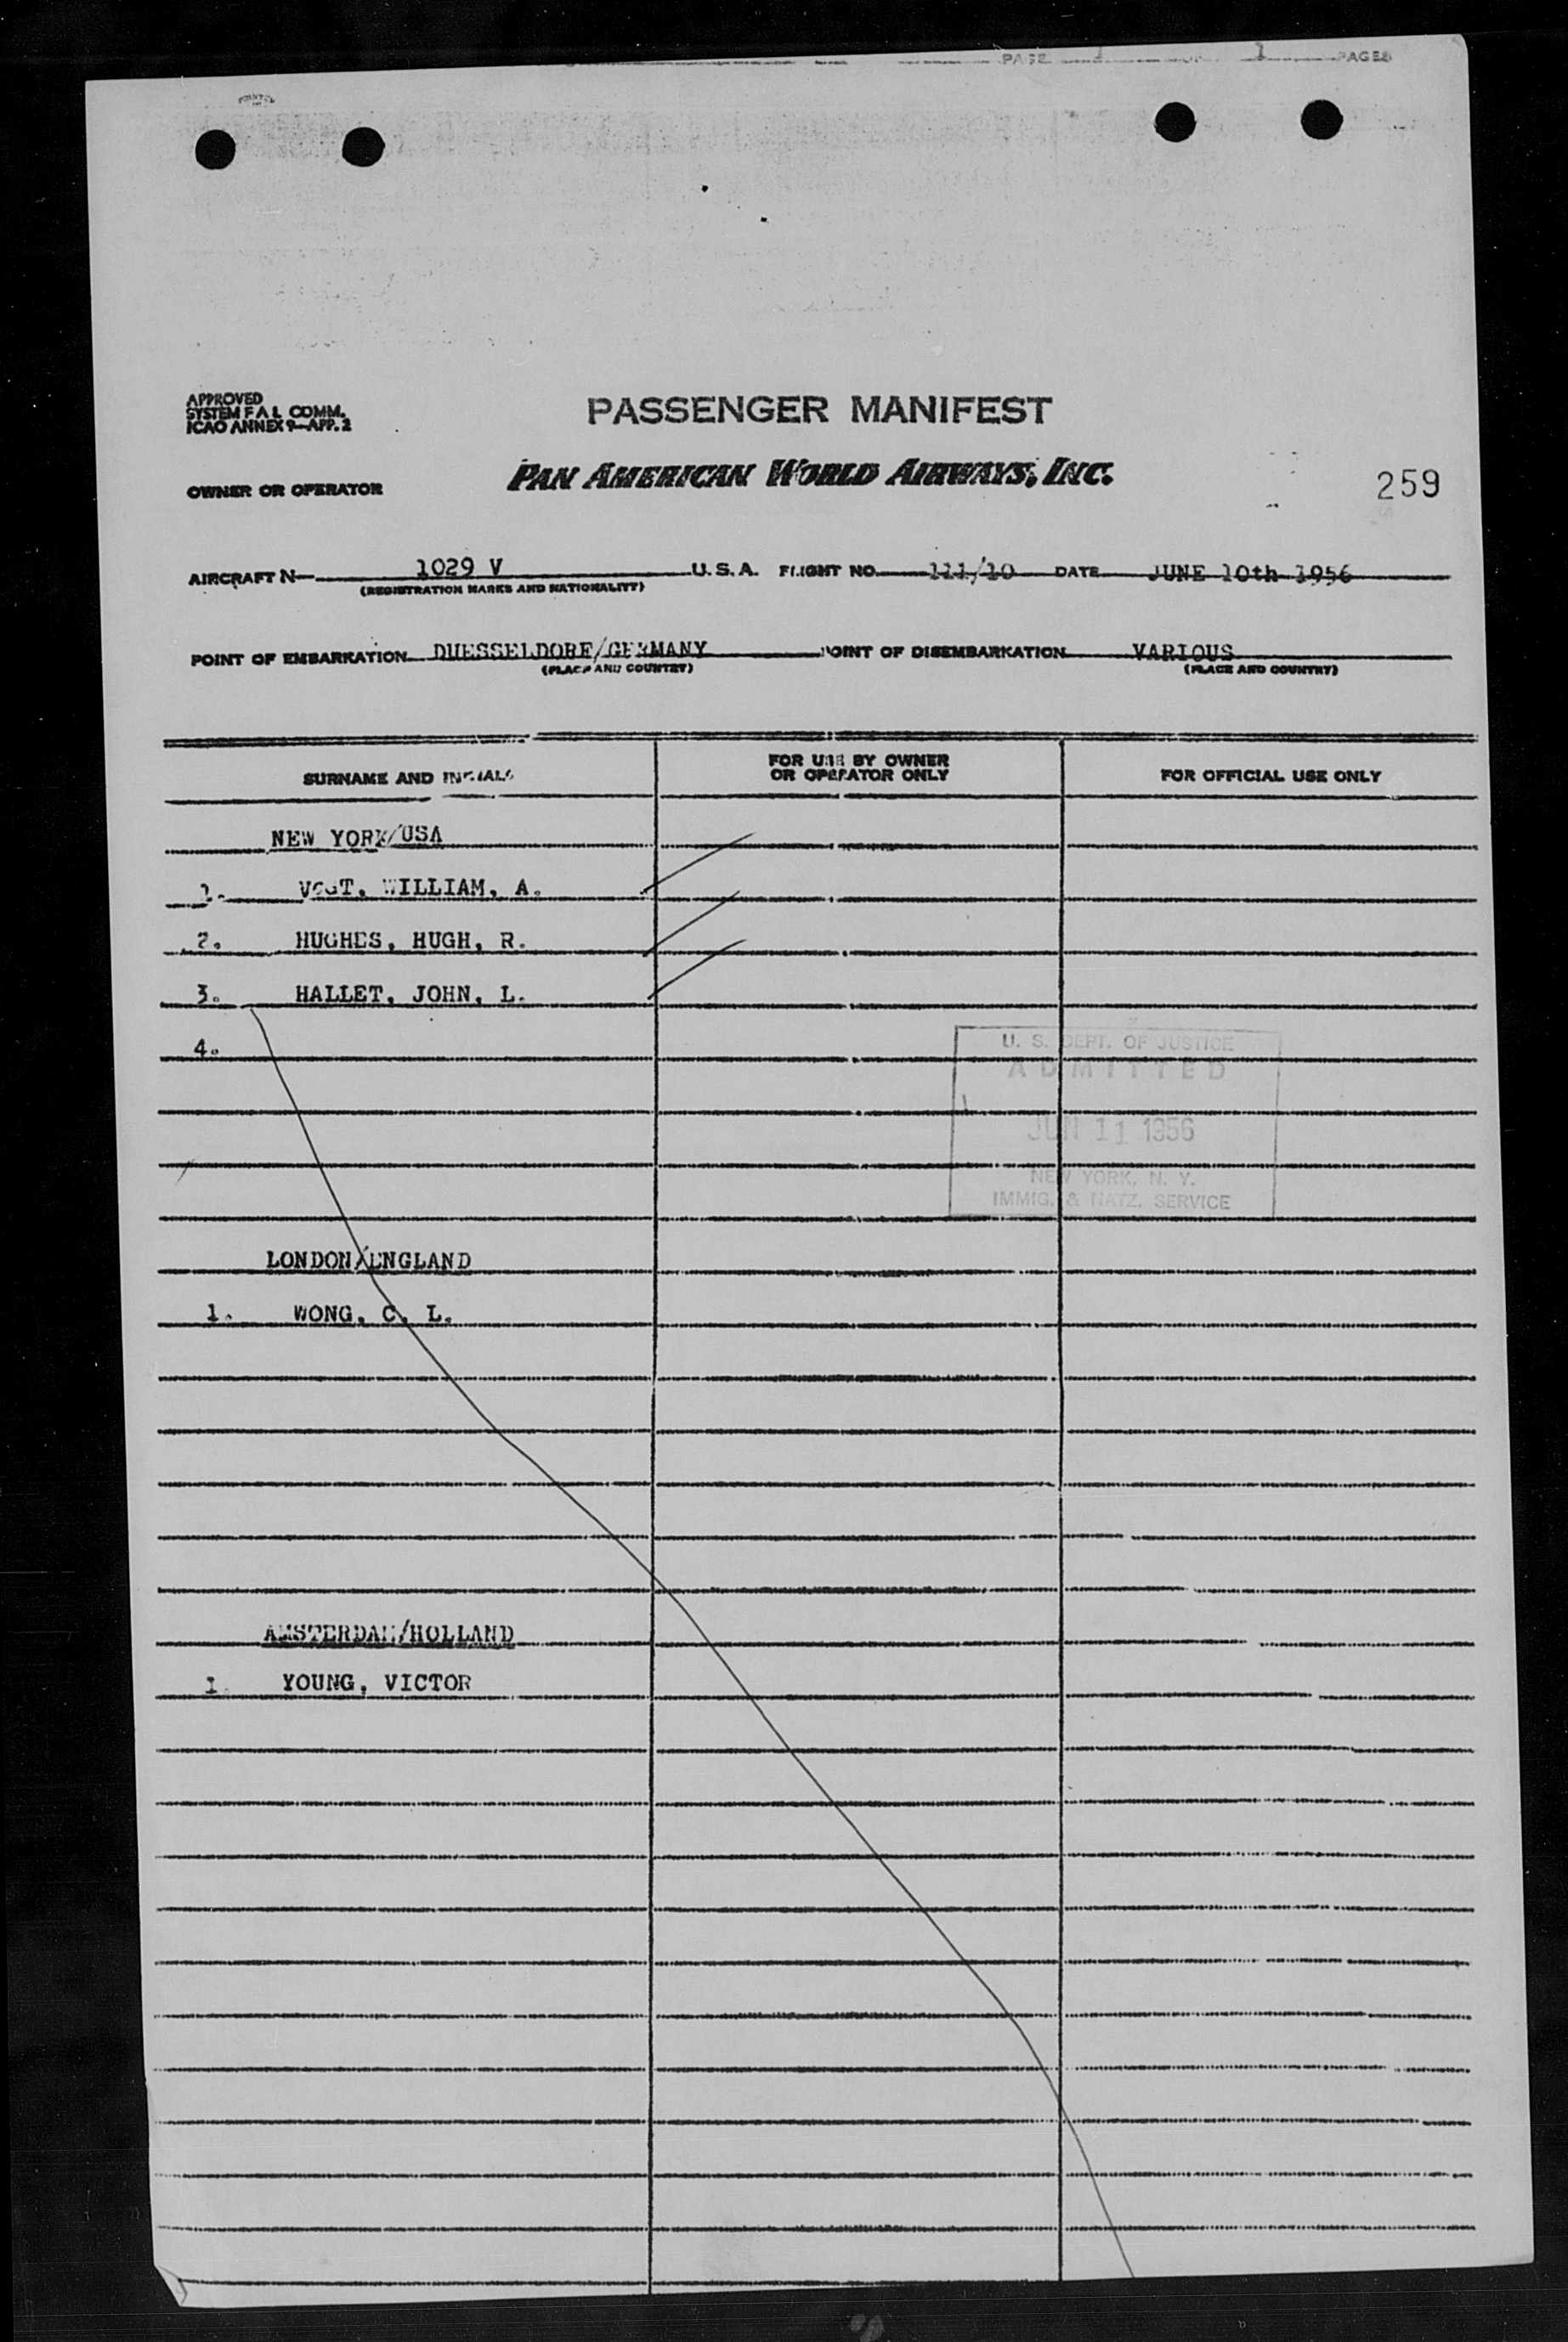 PAGE 1 OF 1 PAGES
APPROVED
SYSTEM F A L COMM.
ICAO ANNEX 9—APP. 2
PASSENGER MANIFEST
OWNER OR OPERATOR PAN AMERICAN WORLD AIRWAYS, INC. 259
AIRCRAFT N— 1029 V U.S.A. FLIGHT NO. 111/10 DATE JUNE 10th 1956
(REGISTRATION MARKS AND NATIONALITY)
POINT OF EMBARKATION DUESSELDORF/GERMANY POINT OF DISEMBARKATION VARIOUS
(PLACE AND COUNTRY) (PLACE AND COUNTRY)
SURNAME AND INITIALS FOR USE BY OWNER OR OPERATOR ONLY FOR OFFICIAL USE ONLY
NEW YORK/USA
1. VOGT, WILLIAM, A.
2. HUGHES, HUGH, R.
3. HALLET, JOHN, L.
4.
U. S. DEPT. OF JUSTICE
ADMITTED
JUN 11 1956
NEW YORK, N. Y.
IMMIG. & NATZ. SERVICE
LONDON/ENGLAND
1. WONG, C. L.
AMSTERDAM/HOLLAND
1. YOUNG, VICTOR